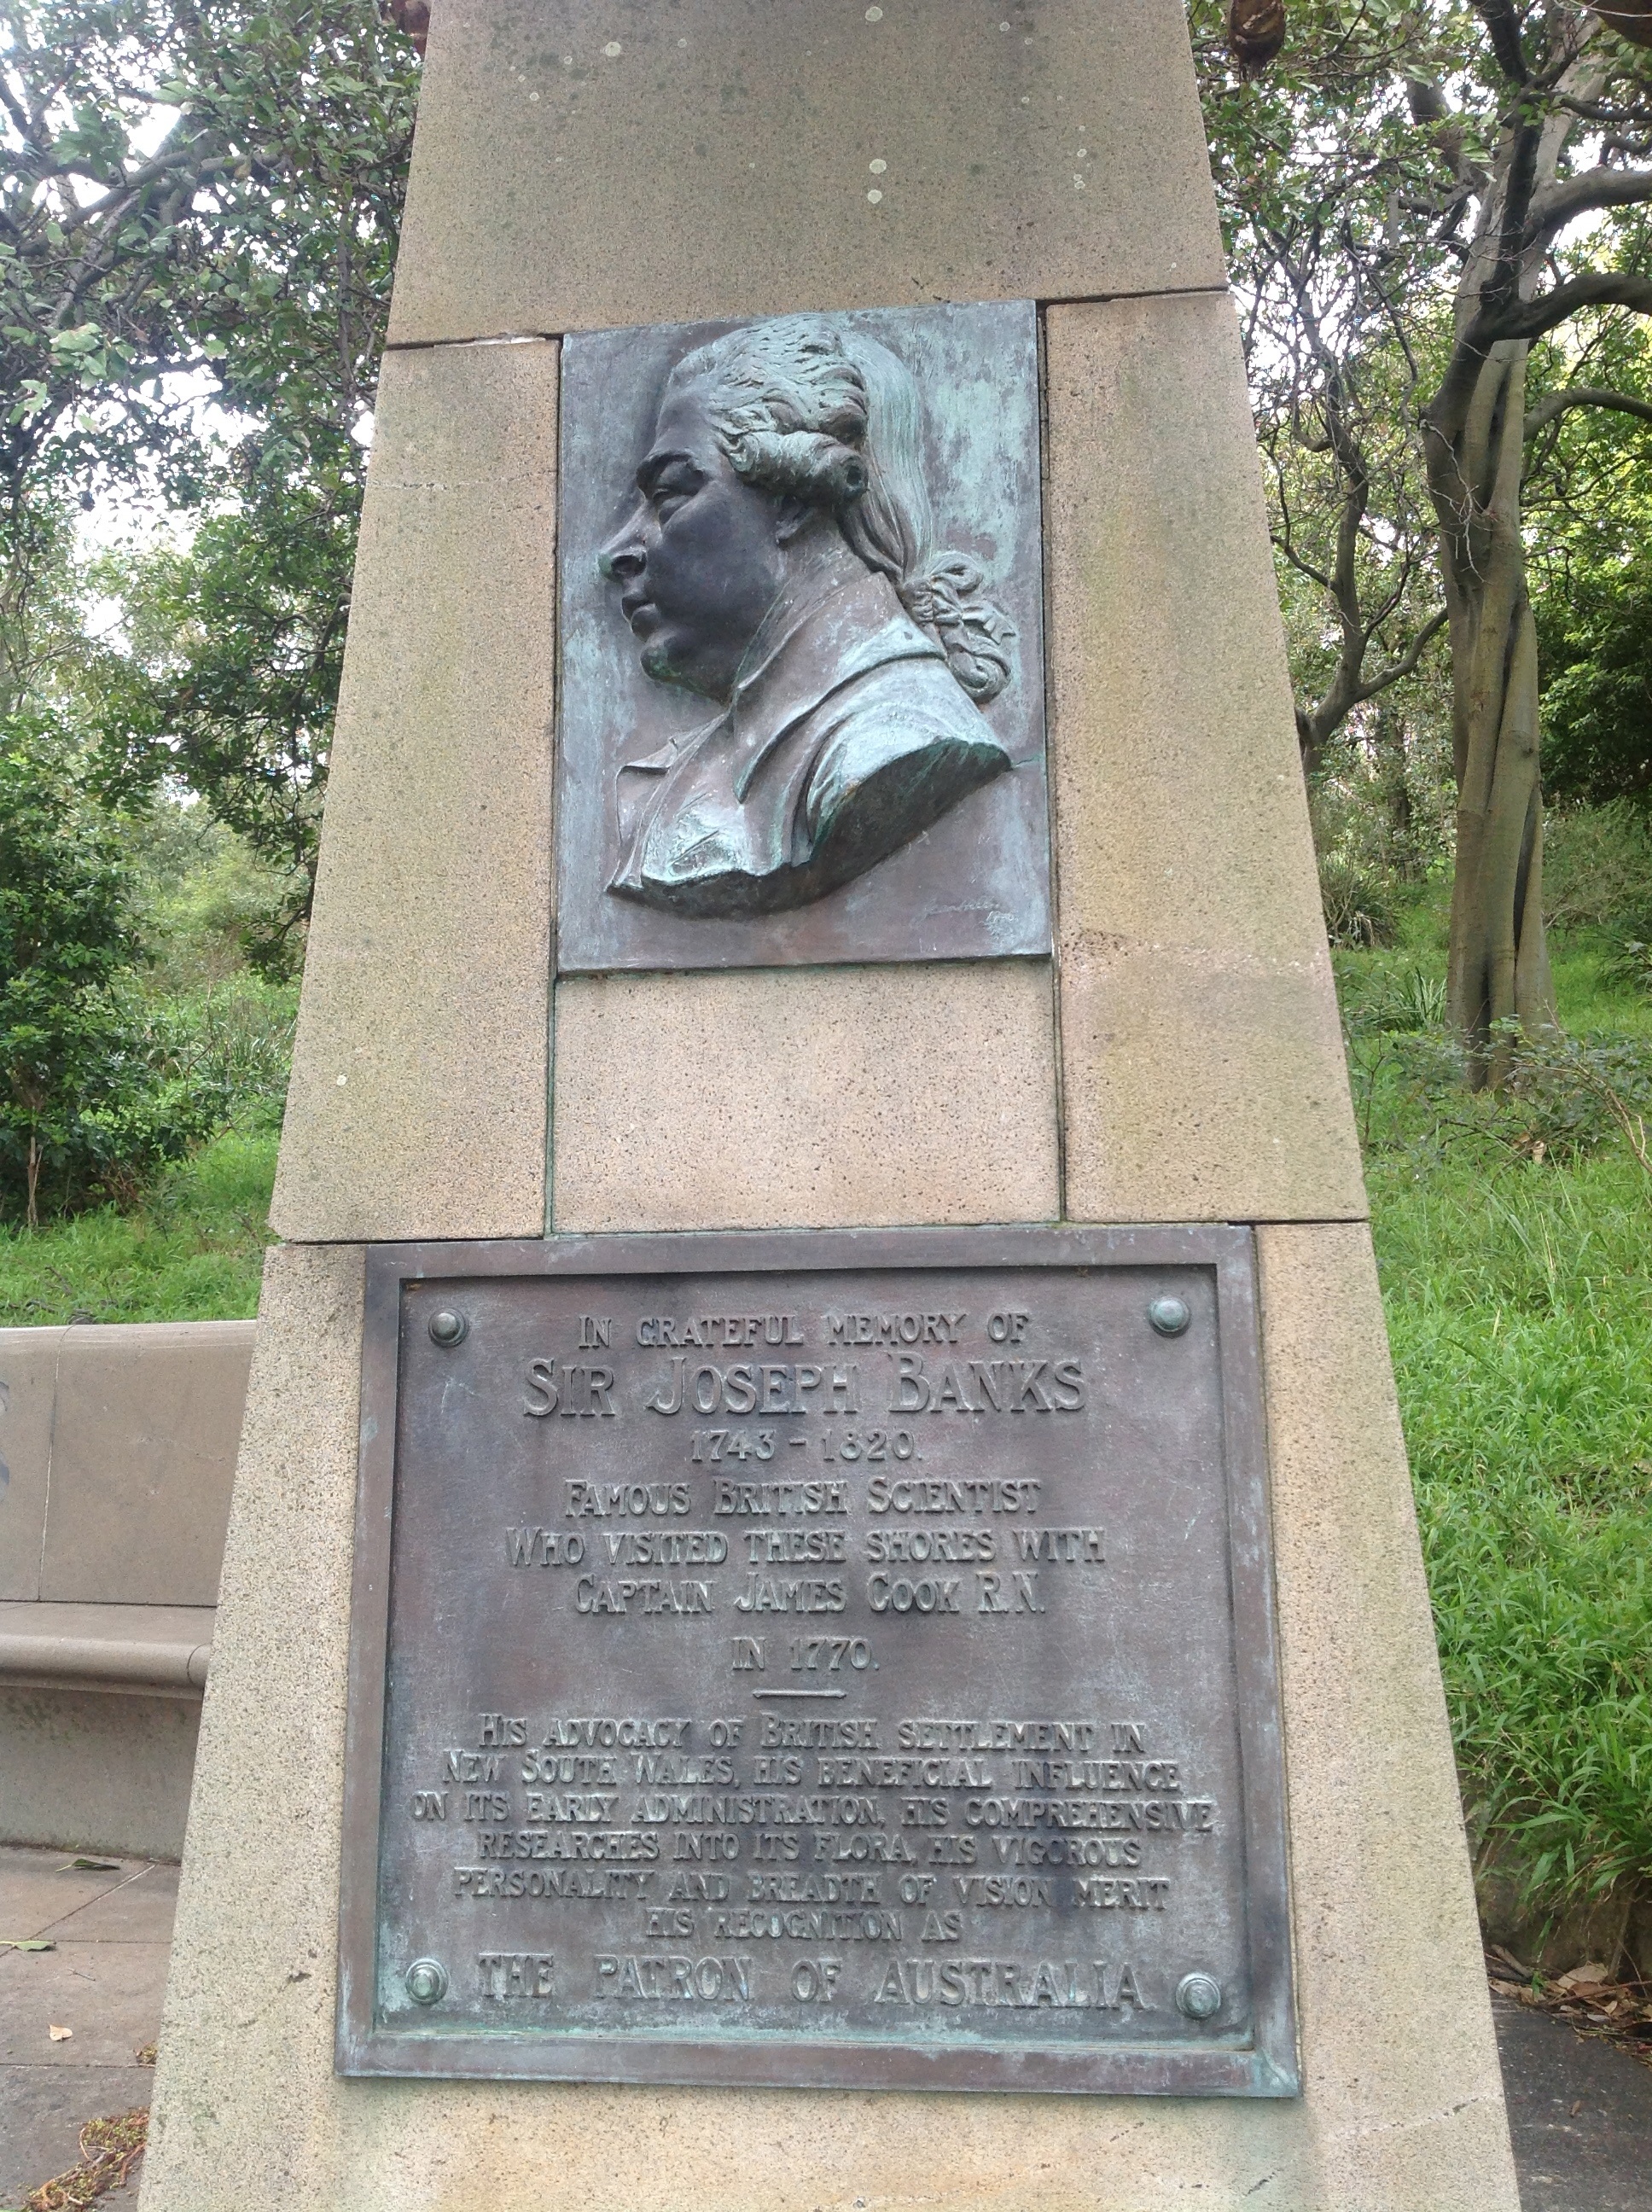 IN GRATEFUL MEMORY OF
SIR JOSEPH BANKS
1743 - 1820.
FAMOUS BRITISH SCIENTIST
WHO VISITED THESE SHORES WITH
CAPTAIN JAMES COOK R.N.
IN 1770.
HIS ADVOCACY OF BRITISH SETTLEMENT IN
NEW SOUTH WALES, HIS BENEFICIAL INFLUENCE
ON ITS EARLY ADMINISTRATION, HIS COMPREHENSIVE
RESEARCHES INTO ITS FLORA, HIS VIGOROUS
PERSONALITY AND BREADTH OF VISION MERIT
HIS RECOGNITION AS
THE PATRON OF AUSTRALIA